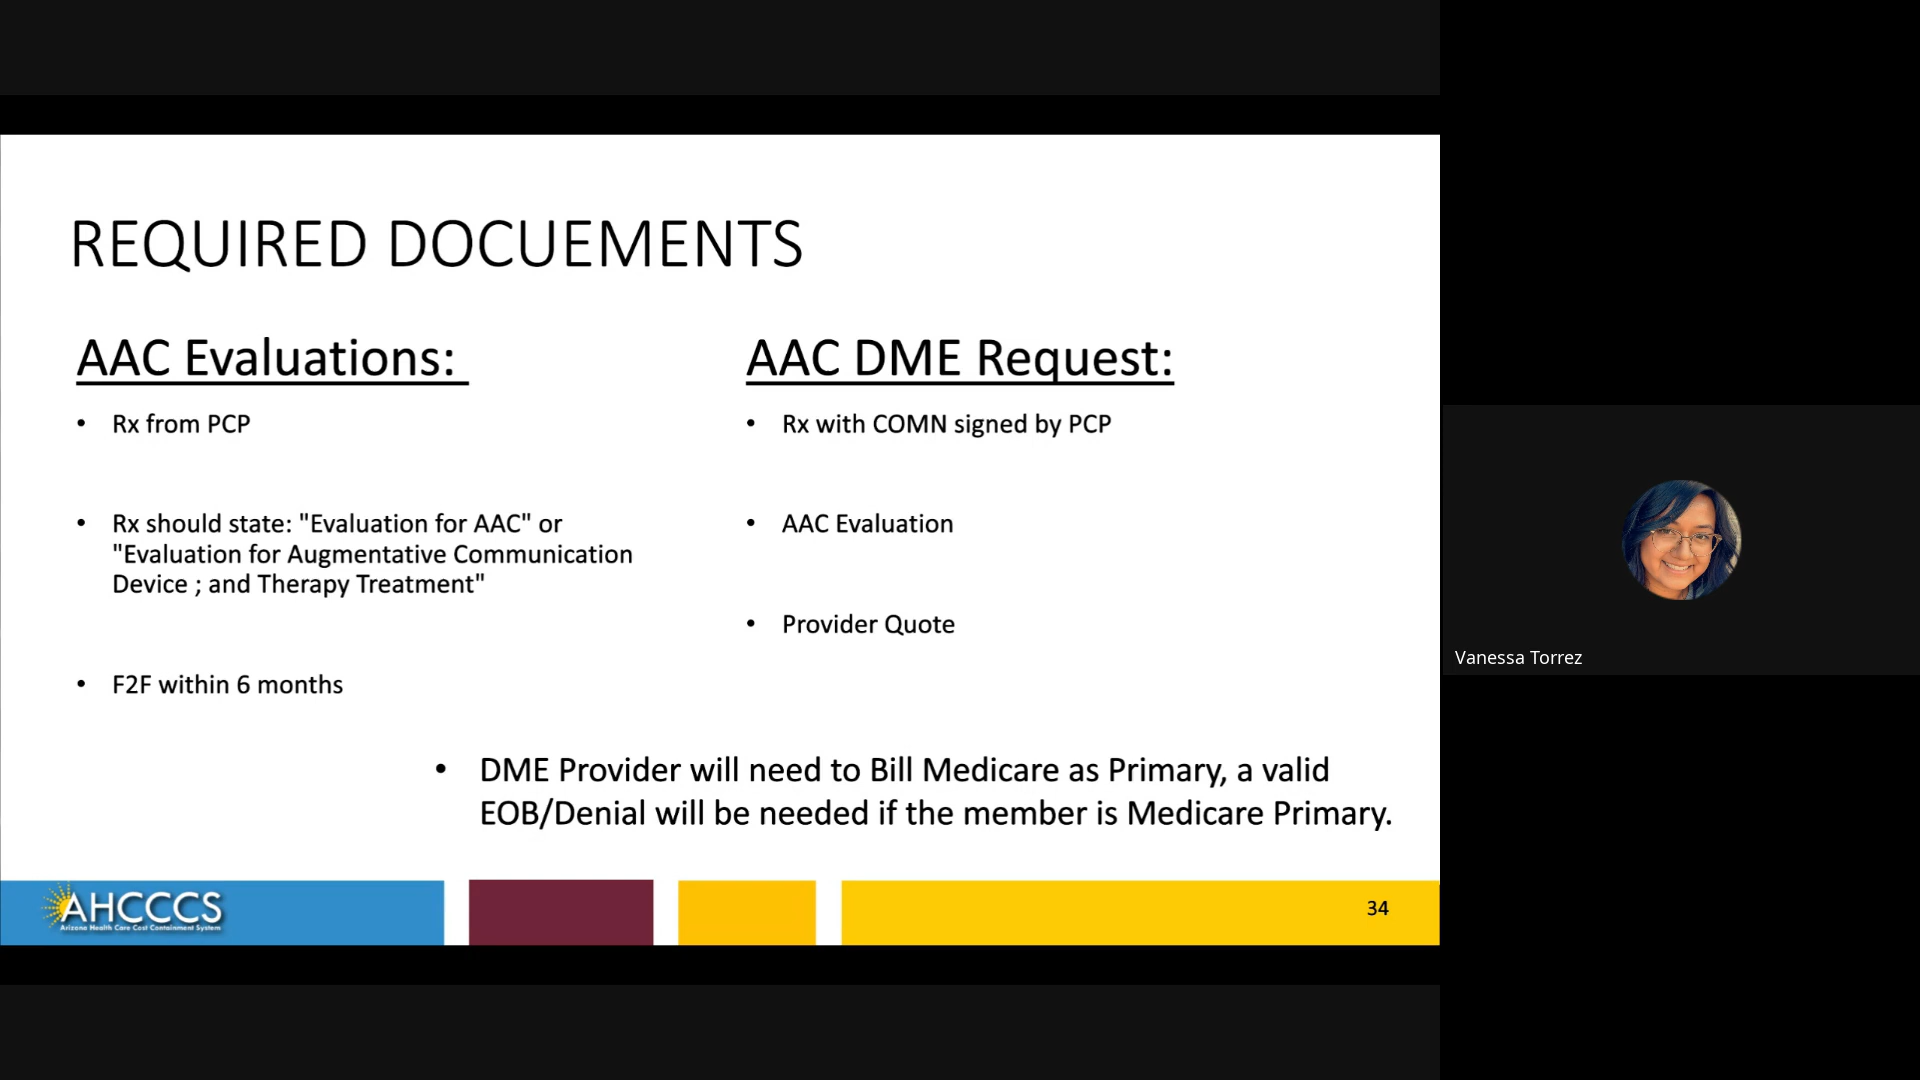 REQUIRED DOCUEMENTS
AAC Evaluations:
• Rx from PCP
• Rx should state: "Evaluation for AAC" or
"Evaluation for Augmentative Communication
Device ; and Therapy Treatment"
• F2F within 6 months
AAC DME Request:
• Rx with COMN signed by PCP
• AAC Evaluation
• Provider Quote
• DME Provider will need to Bill Medicare as Primary, a valid
EOB/Denial will be needed if the member is Medicare Primary.
AHCCCS
Arizona Health Care Cost Containment System
34
Vanessa Torrez